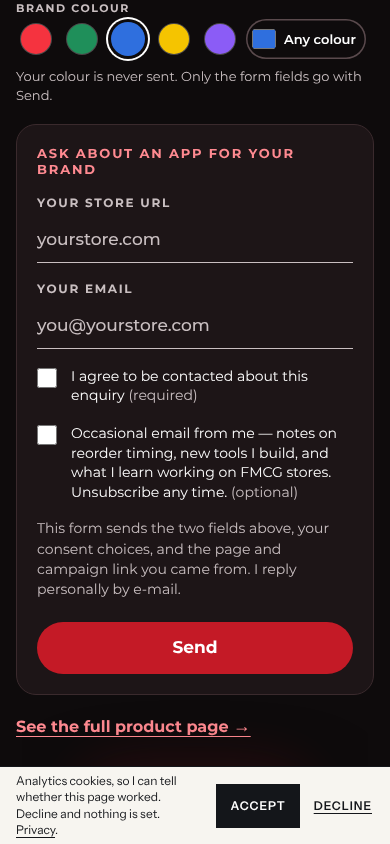 BRAND COLOUR
Any colour
Your colour is never sent. Only the form fields go with
Send.
ASK ABOUT AN APP FOR YOUR
BRAND
YOUR STORE URL
yourstore.com
YOUR EMAIL
you@yourstore.com
I agree to be contacted about this
enquiry (required)
Occasional email from me — notes on
reorder timing, new tools I build, and
what I learn working on FMCG stores.
Unsubscribe any time. (optional)
This form sends the two fields above, your
consent choices, and the page and
campaign link you came from. I reply
personally by e-mail.
Send
See the full product page →
Analytics cookies, so I can tell
whether this page worked.
Decline and nothing is set.
Privacy.
ACCEPT
DECLINE